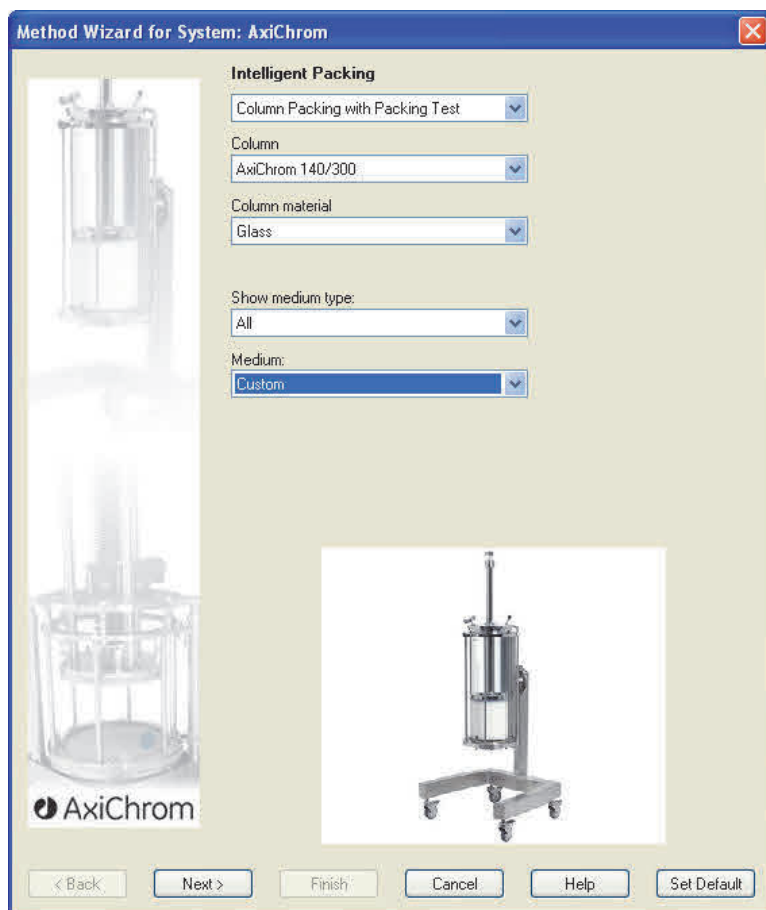 Method Wizard for System: AxiChrom
Intelligent Packing
Column Packing with Packing Test
Column
AxiChrom 140/300
Column material
Glass
Show medium type:
All
Medium:
Custom
AxiChrom
< Back Next > Finish Cancel Help Set Default